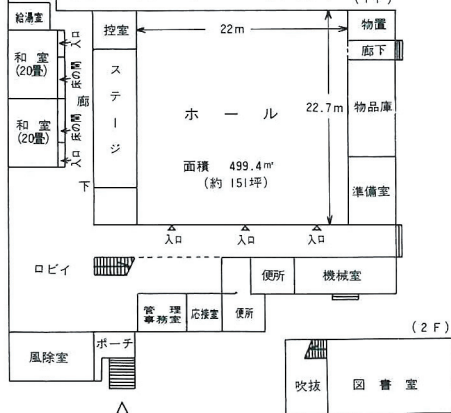 (1F)
給湯室
控室
22m
物置
廊下
入口
和室
(20畳)
床の間
廊
ステージ
ホール
22.7m
物品庫
和室
(20畳)
床の間
入口
下
面積 499.4㎡
(約151坪)
準備室
入口
入口
入口
ロビイ
便所
機械室
管理
事務室
応接室
便所
(2F)
風除室
ポーチ
吹抜
図書室